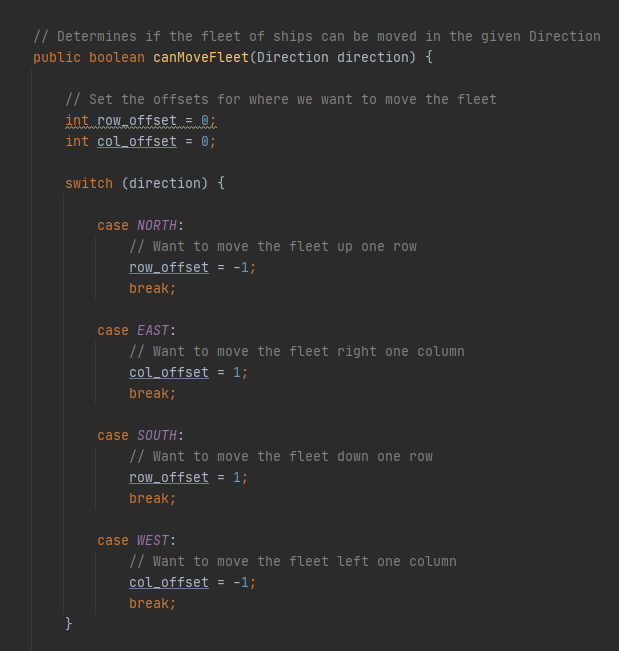 // Determines if the fleet of ships can be moved in the given Direction
public boolean canMoveFleet(Direction direction) {
// Set the offsets for where we want to move the fleet
int row_offset = 0;
int col_offset = 0;
switch (direction) {
case NORTH:
// Want to move the fleet up one row
row_offset = -1;
break;
case EAST:
// Want to move the fleet right one column
col_offset = 1;
break;
case SOUTH:
// Want to move the fleet down one row
row_offset = 1;
break;
case WEST:
// Want to move the fleet left one column
col_offset = -1;
break;
}